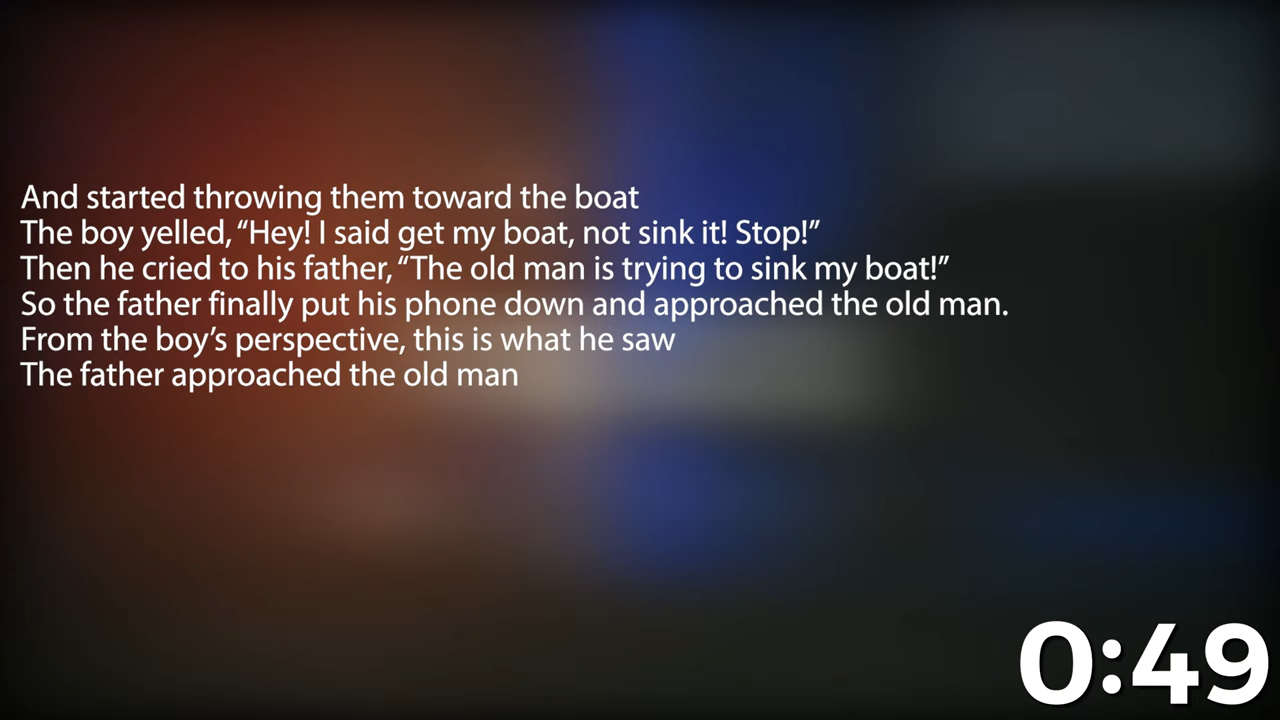 And started throwing them toward the boat
The boy yelled, “Hey! I said get my boat, not sink it! Stop!”
Then he cried to his father, “The old man is trying to sink my boat!”
So the father finally put his phone down and approached the old man.
From the boy’s perspective, this is what he saw
The father approached the old man
0:49